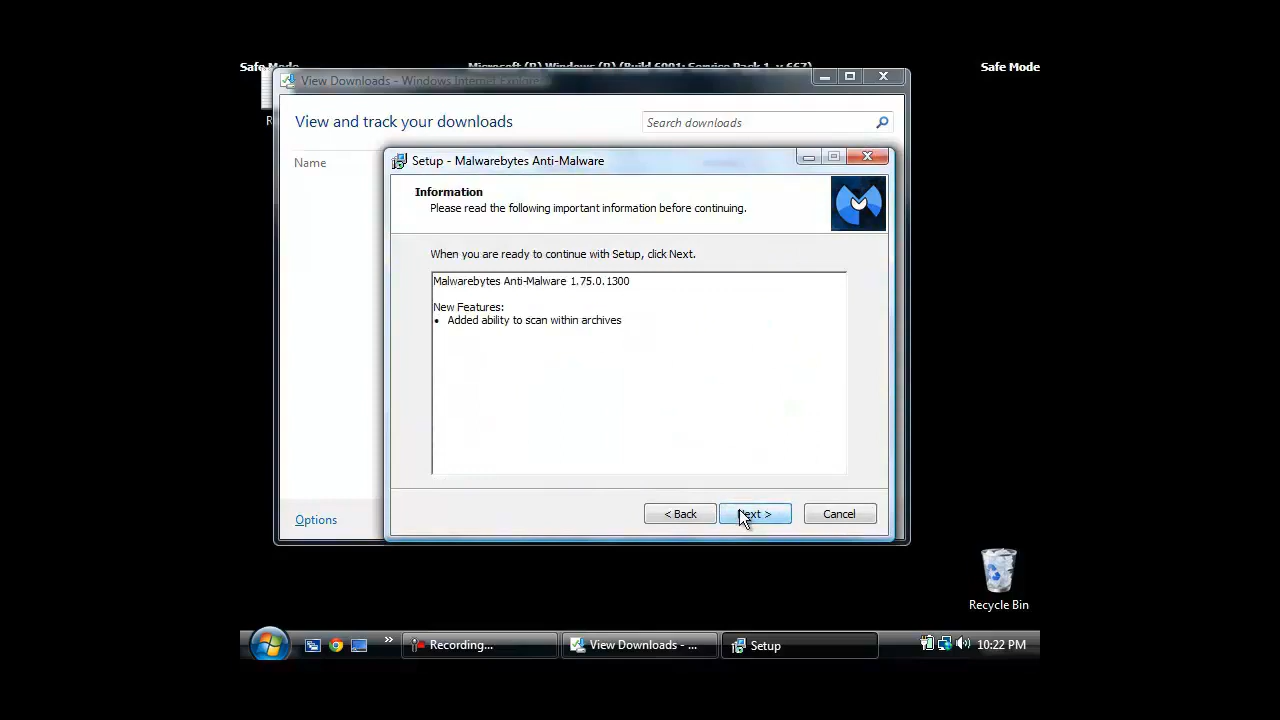 Safe Mode
Microsoft (R) Windows (R) (Build 6001: Service Pack 1, v.667)
Safe Mode
View Downloads - Windows Internet Explorer
R
View and track your downloads
Search downloads
Name
Setup - Malwarebytes Anti-Malware
Information
Please read the following important information before continuing.
When you are ready to continue with Setup, click Next.
Malwarebytes Anti-Malware 1.75.0.1300
New Features:
• Added ability to scan within archives
< Back
Next >
Cancel
Options
Recycle Bin
»
Recording...
View Downloads - ...
Setup
10:22 PM